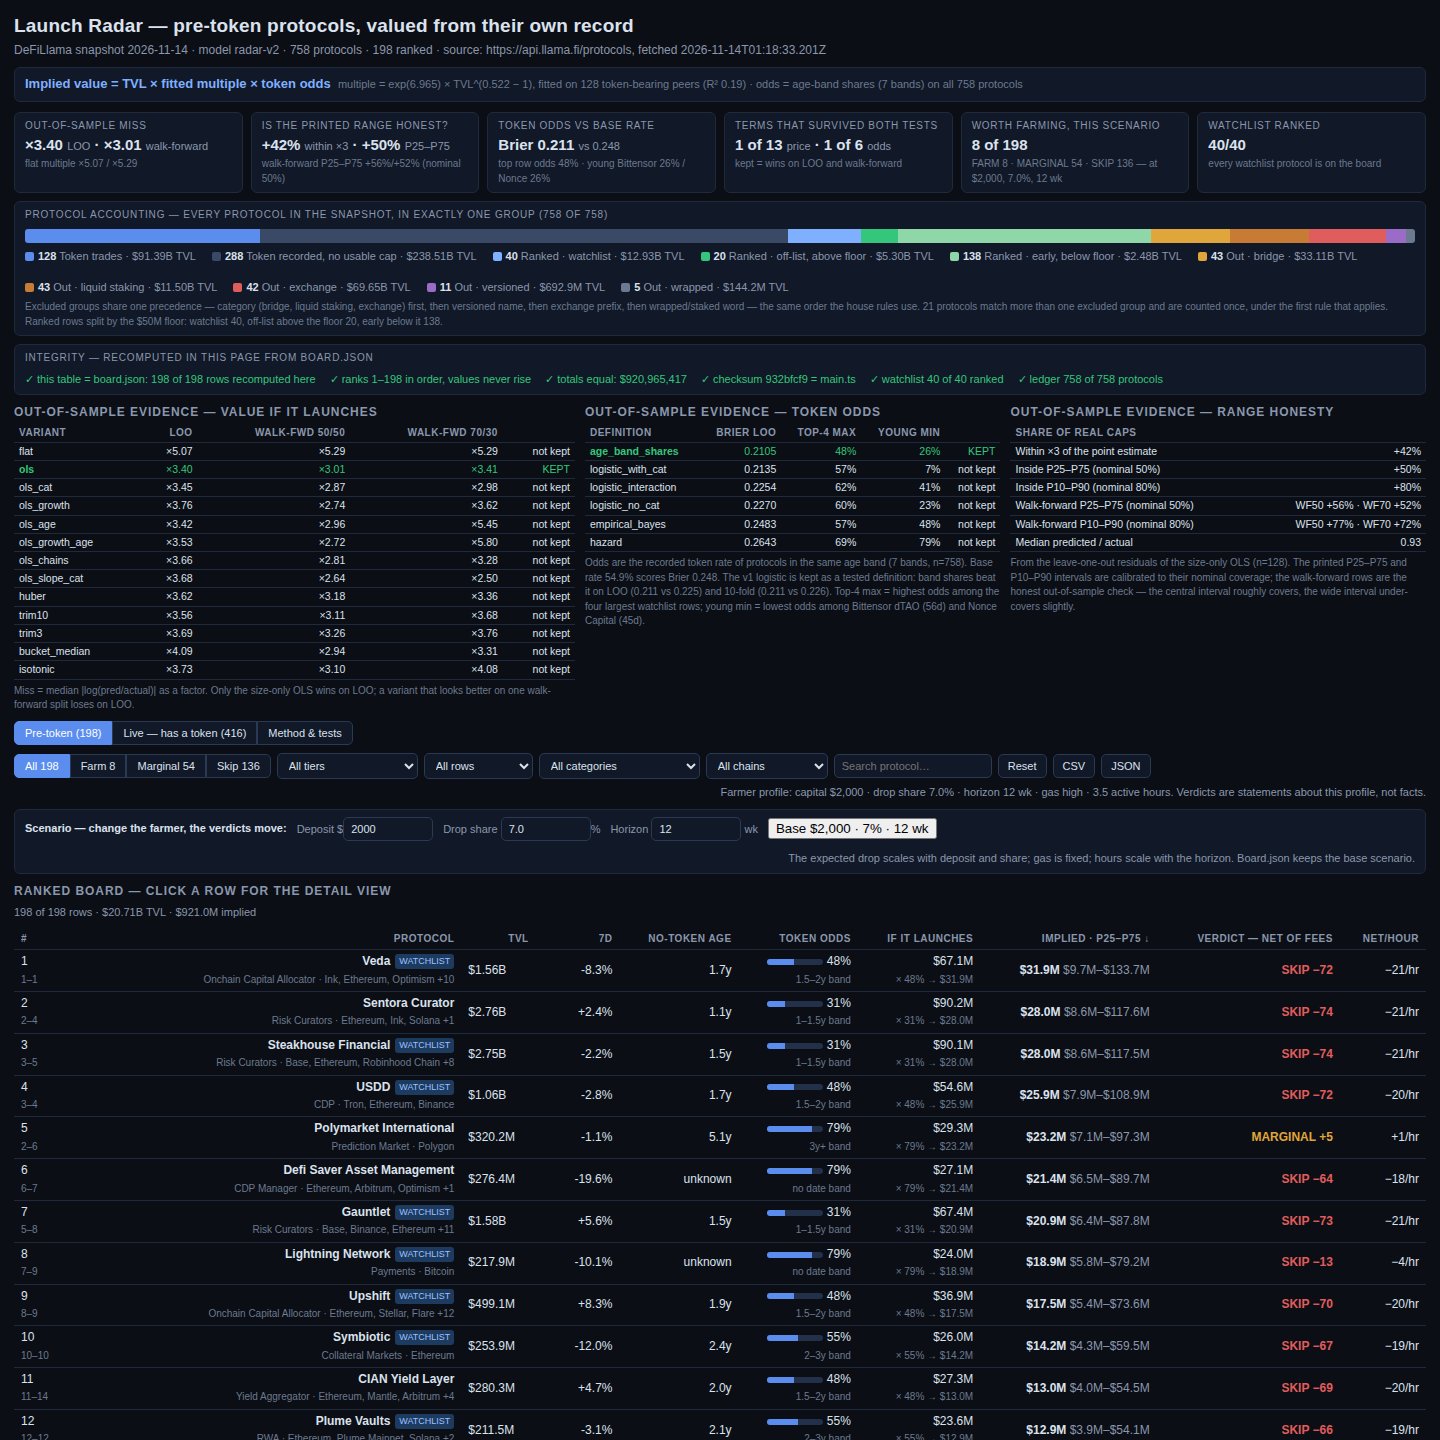 Launch Radar — pre-token protocols, valued from their own record
DeFiLlama snapshot 2026-11-14 · model radar-v2 · 758 protocols · 198 ranked · source: https://api.llama.fi/protocols, fetched 2026-11-14T01:18:33.201Z
Implied value = TVL × fitted multiple × token odds multiple = exp(6.965) × TVL^(0.522 − 1), fitted on 128 token-bearing peers (R² 0.19) · odds = age-band shares (7 bands) on all 758 protocols
OUT-OF-SAMPLE MISS
×3.40 LOO · ×3.01 walk-forward
flat multiple ×5.07 / ×5.29
IS THE PRINTED RANGE HONEST?
+42% within ×3 · +50% P25–P75
walk-forward P25–P75 +56%/+52% (nominal
50%)
TOKEN ODDS VS BASE RATE
Brier 0.211 vs 0.248
top row odds 48% · young Bittensor 26% /
Nonce 26%
TERMS THAT SURVIVED BOTH TESTS
1 of 13 price · 1 of 6 odds
kept = wins on LOO and walk-forward
WORTH FARMING, THIS SCENARIO
8 of 198
FARM 8 · MARGINAL 54 · SKIP 136 — at
$2,000, 7.0%, 12 wk
WATCHLIST RANKED
40/40
every watchlist protocol is on the board
PROTOCOL ACCOUNTING — EVERY PROTOCOL IN THE SNAPSHOT, IN EXACTLY ONE GROUP (758 OF 758)
128 Token trades · $91.39B TVL 288 Token recorded, no usable cap · $238.51B TVL 40 Ranked · watchlist · $12.93B TVL 20 Ranked · off-list, above floor · $5.30B TVL 138 Ranked · early, below floor · $2.48B TVL 43 Out · bridge · $33.11B TVL
43 Out · liquid staking · $11.50B TVL 42 Out · exchange · $69.65B TVL 11 Out · versioned · $692.9M TVL 5 Out · wrapped · $144.2M TVL
Excluded groups share one precedence — category (bridge, liquid staking, exchange) first, then versioned name, then exchange prefix, then wrapped/staked word — the same order the house rules use. 21 protocols match more than one excluded group and are counted once, under the first rule that applies.
Ranked rows split by the $50M floor: watchlist 40, off-list above the floor 20, early below it 138.
INTEGRITY — RECOMPUTED IN THIS PAGE FROM BOARD.JSON
✓ this table = board.json: 198 of 198 rows recomputed here ✓ ranks 1–198 in order, values never rise ✓ totals equal: $920,965,417 ✓ checksum 932bfcf9 = main.ts ✓ watchlist 40 of 40 ranked ✓ ledger 758 of 758 protocols
OUT-OF-SAMPLE EVIDENCE — VALUE IF IT LAUNCHES
VARIANT LOO WALK-FWD 50/50 WALK-FWD 70/30
flat ×5.07 ×5.29 ×5.29 not kept
ols ×3.40 ×3.01 ×3.41 KEPT
ols_cat ×3.45 ×2.87 ×2.98 not kept
ols_growth ×3.76 ×2.74 ×3.62 not kept
ols_age ×3.42 ×2.96 ×5.45 not kept
ols_growth_age ×3.53 ×2.72 ×5.80 not kept
ols_chains ×3.66 ×2.81 ×3.28 not kept
ols_slope_cat ×3.68 ×2.64 ×2.50 not kept
huber ×3.62 ×3.18 ×3.36 not kept
trim10 ×3.56 ×3.11 ×3.68 not kept
trim3 ×3.69 ×3.26 ×3.76 not kept
bucket_median ×4.09 ×2.94 ×3.31 not kept
isotonic ×3.73 ×3.10 ×4.08 not kept
Miss = median |log(pred/actual)| as a factor. Only the size-only OLS wins on LOO; a variant that looks better on one walk-
forward split loses on LOO.
OUT-OF-SAMPLE EVIDENCE — TOKEN ODDS
DEFINITION BRIER LOO TOP-4 MAX YOUNG MIN
age_band_shares 0.2105 48% 26% KEPT
logistic_with_cat 0.2135 57% 7% not kept
logistic_interaction 0.2254 62% 41% not kept
logistic_no_cat 0.2270 60% 23% not kept
empirical_bayes 0.2483 57% 48% not kept
hazard 0.2643 69% 79% not kept
Odds are the recorded token rate of protocols in the same age band (7 bands, n=758). Base
rate 54.9% scores Brier 0.248. The v1 logistic is kept as a tested definition: band shares beat
it on LOO (0.211 vs 0.225) and 10-fold (0.211 vs 0.226). Top-4 max = highest odds among the
four largest watchlist rows; young min = lowest odds among Bittensor dTAO (56d) and Nonce
Capital (45d).
OUT-OF-SAMPLE EVIDENCE — RANGE HONESTY
SHARE OF REAL CAPS
Within ×3 of the point estimate +42%
Inside P25–P75 (nominal 50%) +50%
Inside P10–P90 (nominal 80%) +80%
Walk-forward P25–P75 (nominal 50%) WF50 +56% · WF70 +52%
Walk-forward P10–P90 (nominal 80%) WF50 +77% · WF70 +72%
Median predicted / actual 0.93
From the leave-one-out residuals of the size-only OLS (n=128). The printed P25–P75 and
P10–P90 intervals are calibrated to their nominal coverage; the walk-forward rows are the
honest out-of-sample check — the central interval roughly covers, the wide interval under-
covers slightly.
Pre-token (198) Live — has a token (416) Method & tests
All 198 Farm 8 Marginal 54 Skip 136 All tiers All rows All categories All chains Search protocol… Reset CSV JSON
Farmer profile: capital $2,000 · drop share 7.0% · horizon 12 wk · gas high · 3.5 active hours. Verdicts are statements about this profile, not facts.
Scenario — change the farmer, the verdicts move: Deposit $ 2000 Drop share 7.0 % Horizon 12 wk Base $2,000 · 7% · 12 wk
The expected drop scales with deposit and share; gas is fixed; hours scale with the horizon. Board.json keeps the base scenario.
RANKED BOARD — CLICK A ROW FOR THE DETAIL VIEW
198 of 198 rows · $20.71B TVL · $921.0M implied
# PROTOCOL TVL 7D NO-TOKEN AGE TOKEN ODDS IF IT LAUNCHES IMPLIED · P25–P75 ↓ VERDICT — NET OF FEES NET/HOUR
1 Veda WATCHLIST $1.56B -8.3% 1.7y 48% $67.1M $31.9M $9.7M–$133.7M SKIP −72 −21/hr
1–1 Onchain Capital Allocator · Ink, Ethereum, Optimism +10 1.5–2y band × 48% → $31.9M
2 Sentora Curator $2.76B +2.4% 1.1y 31% $90.2M $28.0M $8.6M–$117.6M SKIP −74 −21/hr
2–4 Risk Curators · Ethereum, Ink, Solana +1 1–1.5y band × 31% → $28.0M
3 Steakhouse Financial WATCHLIST $2.75B -2.2% 1.5y 31% $90.1M $28.0M $8.6M–$117.5M SKIP −74 −21/hr
3–5 Risk Curators · Base, Ethereum, Robinhood Chain +8 1–1.5y band × 31% → $28.0M
4 USDD WATCHLIST $1.06B -2.8% 1.7y 48% $54.6M $25.9M $7.9M–$108.9M SKIP −72 −20/hr
3–4 CDP · Tron, Ethereum, Binance 1.5–2y band × 48% → $25.9M
5 Polymarket International $320.2M -1.1% 5.1y 79% $29.3M $23.2M $7.1M–$97.3M MARGINAL +5 +1/hr
2–6 Prediction Market · Polygon 3y+ band × 79% → $23.2M
6 Defi Saver Asset Management $276.4M -19.6% unknown 79% $27.1M $21.4M $6.5M–$89.7M SKIP −64 −18/hr
6–7 CDP Manager · Ethereum, Arbitrum, Optimism +1 no date band × 79% → $21.4M
7 Gauntlet WATCHLIST $1.58B +5.6% 1.5y 31% $67.4M $20.9M $6.4M–$87.8M SKIP −73 −21/hr
5–8 Risk Curators · Base, Binance, Ethereum +11 1–1.5y band × 31% → $20.9M
8 Lightning Network WATCHLIST $217.9M -10.1% unknown 79% $24.0M $18.9M $5.8M–$79.2M SKIP −13 −4/hr
7–9 Payments · Bitcoin no date band × 79% → $18.9M
9 Upshift WATCHLIST $499.1M +8.3% 1.9y 48% $36.9M $17.5M $5.4M–$73.6M SKIP −70 −20/hr
8–9 Onchain Capital Allocator · Ethereum, Stellar, Flare +12 1.5–2y band × 48% → $17.5M
10 Symbiotic WATCHLIST $253.9M -12.0% 2.4y 55% $26.0M $14.2M $4.3M–$59.5M SKIP −67 −19/hr
10–10 Collateral Markets · Ethereum 2–3y band × 55% → $14.2M
11 CIAN Yield Layer $280.3M +4.7% 2.0y 48% $27.3M $13.0M $4.0M–$54.5M SKIP −69 −20/hr
11–14 Yield Aggregator · Ethereum, Mantle, Arbitrum +4 1.5–2y band × 48% → $13.0M
12 Plume Vaults WATCHLIST $211.5M -3.1% 2.1y 55% $23.6M $12.9M $3.9M–$54.1M SKIP −66 −19/hr
12–12 RWA · Ethereum, Plume Mainnet, Solana +2 2–3y band × 55% → $12.9M